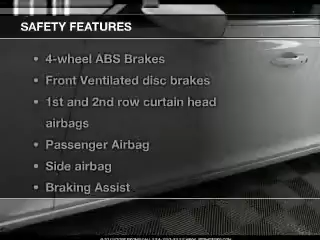 SAFETY FEATURES
• 4-wheel ABS Brakes
• Front Ventilated disc brakes
• 1st and 2nd row curtain head
airbags
• Passenger Airbag
• Side airbag
• Braking Assist